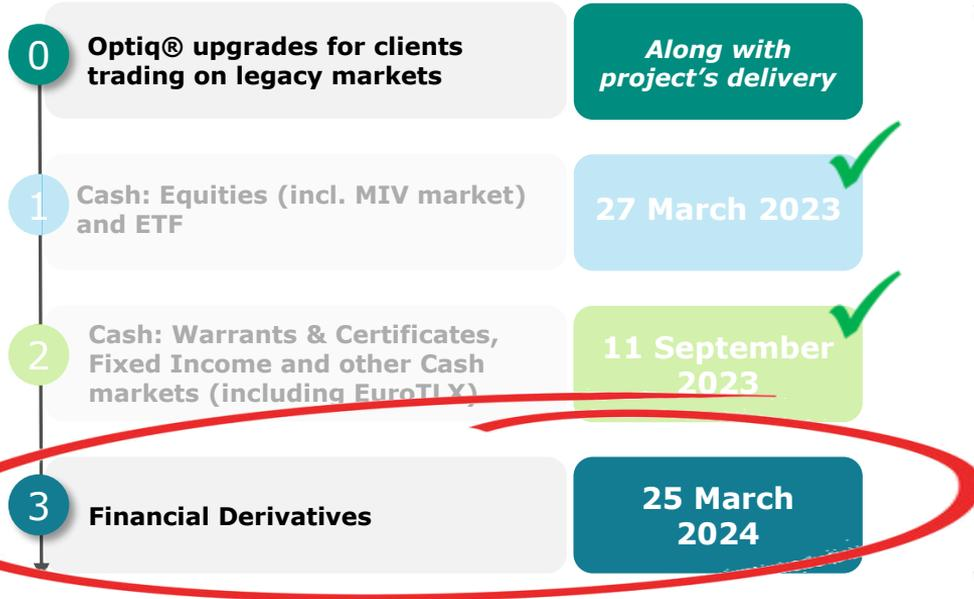 0
Optiq® upgrades for clients
trading on legacy markets
Along with
project’s delivery
1
Cash: Equities (incl. MIV market)
and ETF
27 March 2023
2
Cash: Warrants & Certificates,
Fixed Income and other Cash
markets (including EuroTLX)
11 September
2023
3
Financial Derivatives
25 March
2024